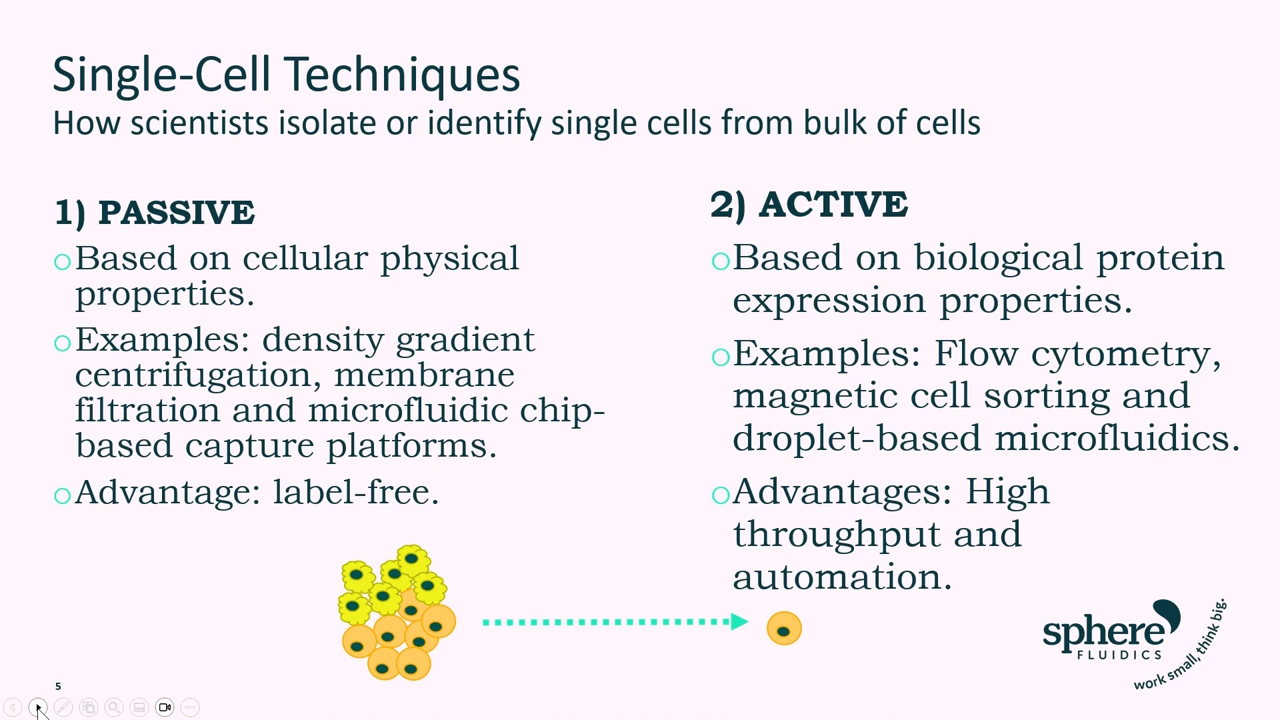 Single-Cell Techniques
How scientists isolate or identify single cells from bulk of cells
1) PASSIVE
Based on cellular physical
properties.
Examples: density gradient
centrifugation, membrane
filtration and microfluidic chip-
based capture platforms.
Advantage: label-free.
2) ACTIVE
Based on biological protein
expression properties.
Examples: Flow cytometry,
magnetic cell sorting and
droplet-based microfluidics.
Advantages: High
throughput and
automation.
sphere
FLUIDICS
work small, think big.
5